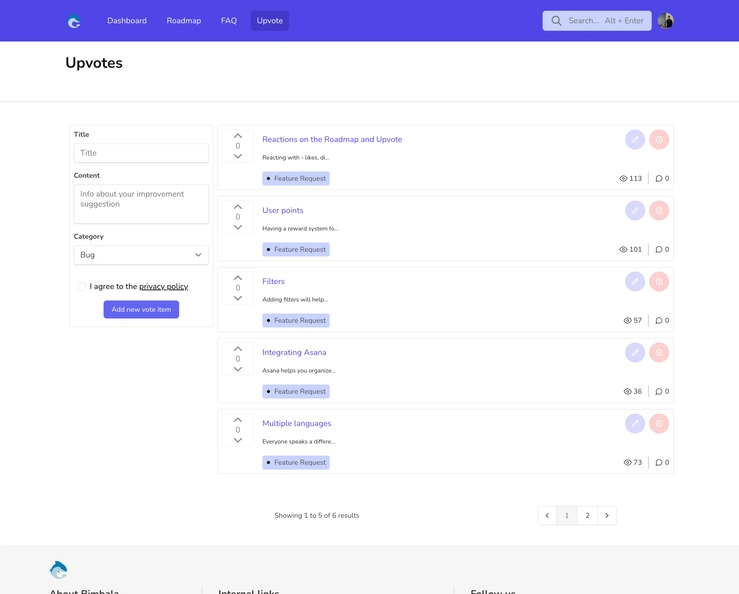 Dashboard
Roadmap
FAQ
Upvote
Search... Alt + Enter
Upvotes
Title
Title
Content
Info about your improvement
suggestion
Category
Bug
I agree to the privacy policy
Add new vote item
0
Reactions on the Roadmap and Upvote
Reacting with - likes, di...
Feature Request
113
0
0
User points
Having a reward system fo...
Feature Request
101
0
0
Filters
Adding filters will help...
Feature Request
57
0
0
Integrating Asana
Asana helps you organize...
Feature Request
36
0
0
Multiple languages
Everyone speaks a differe...
Feature Request
73
0
Showing 1 to 5 of 6 results
1
2
About Bimbala
Internal links
Follow us